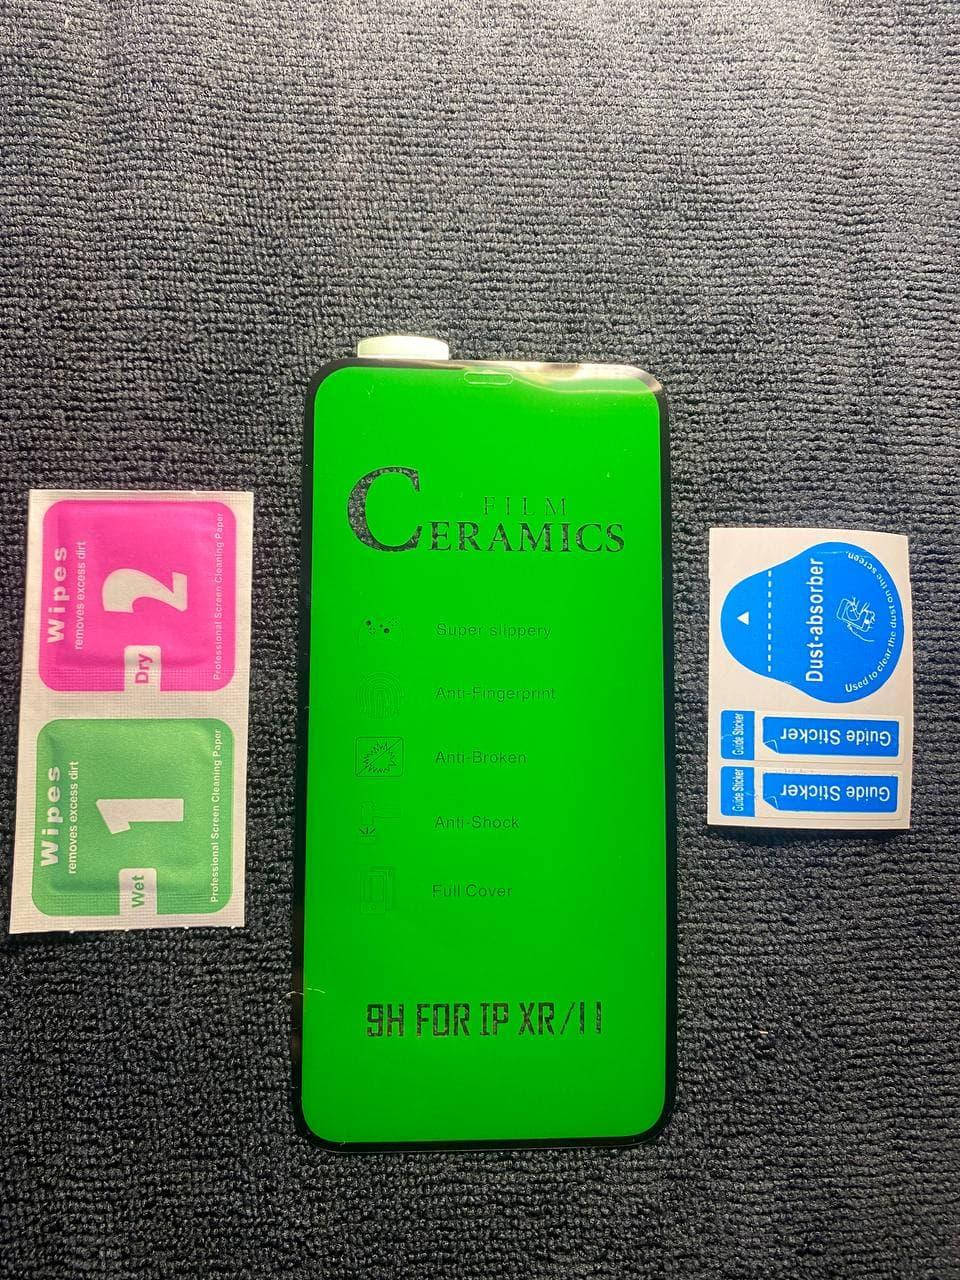 Wipes
removes excess dirt
2
Dry
Professional Screen Cleaning Paper
Wipes
removes excess dirt
1
Wet
Professional Screen Cleaning Paper
FILM
CERAMICS
Super slippery
Anti-Fingerprint
Anti-Broken
Anti-Shock
Full Cover
9H FOR IP XR/11
Dust-absorber
Used to clear the dust on the screen.
Guide Sticker
Guide Sticker
Guide Sticker
Guide Sticker